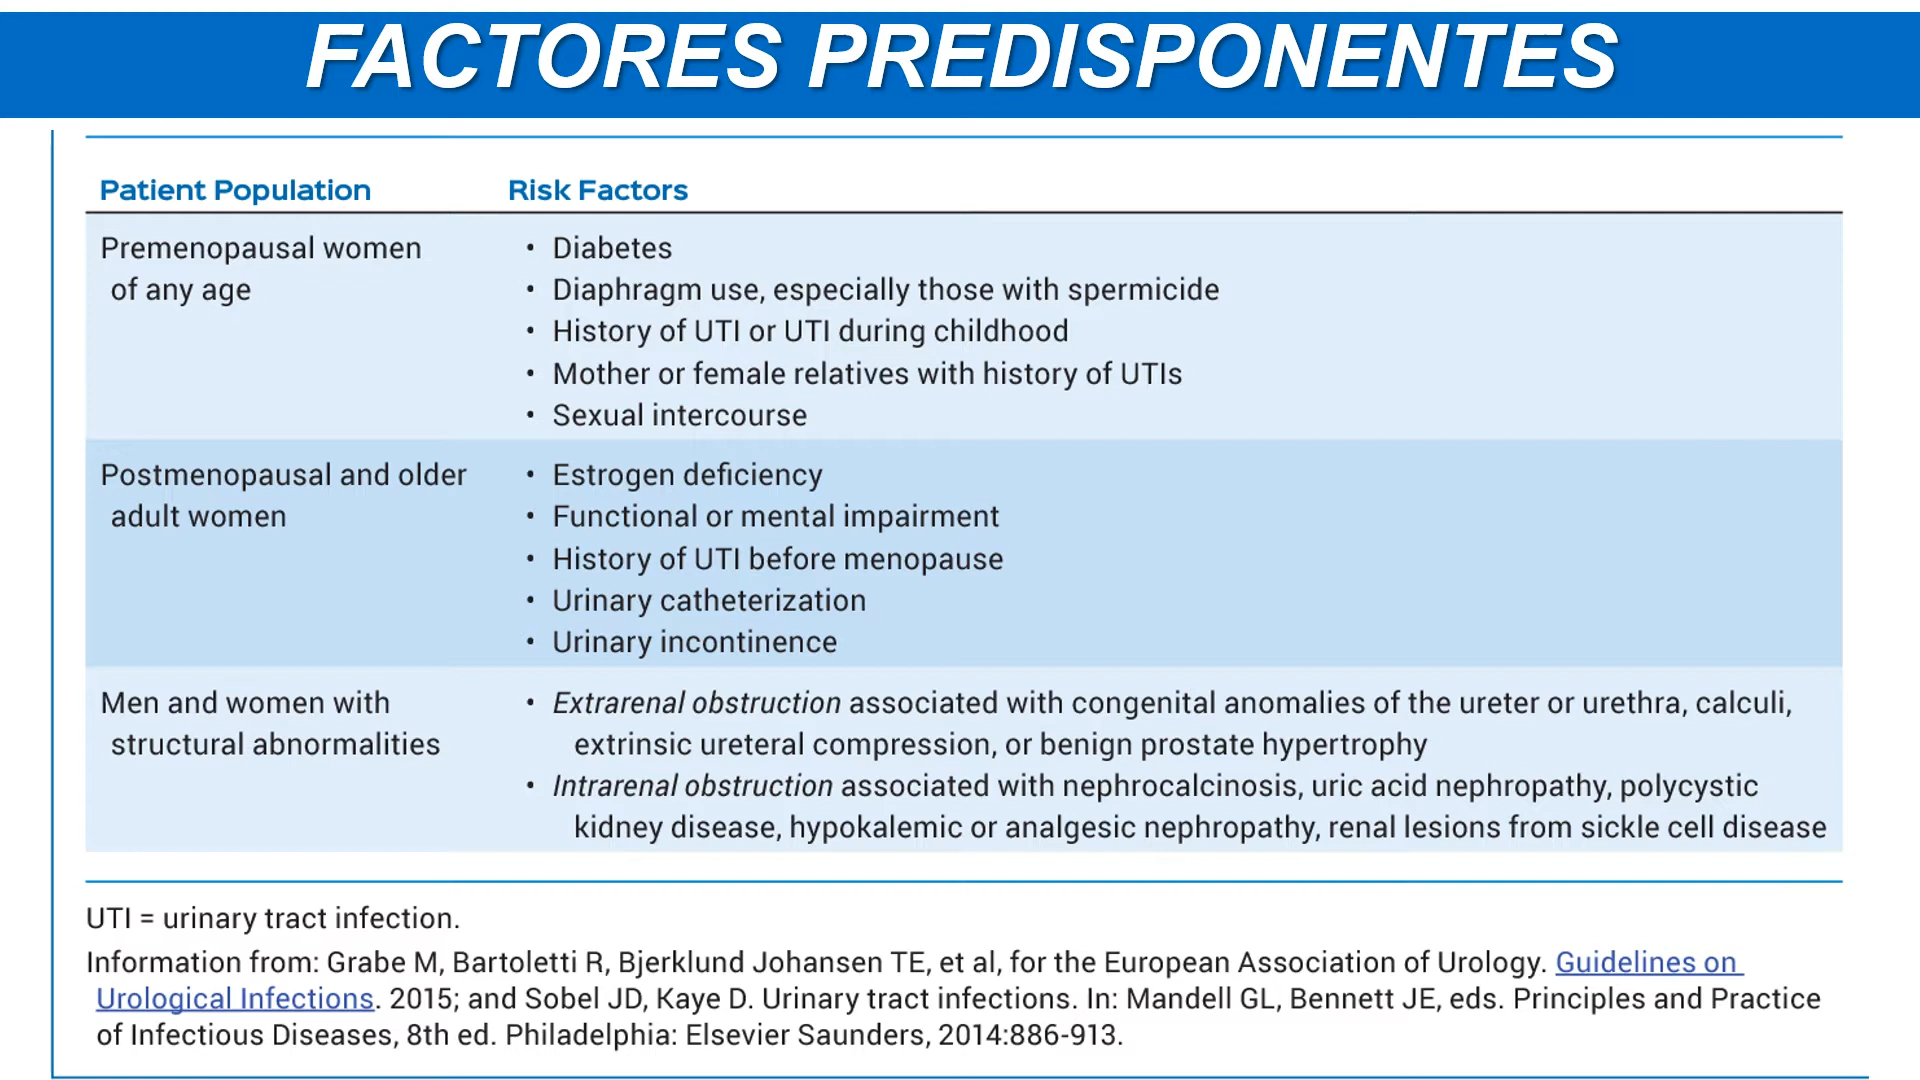 FACTORES PREDISPONENTES
Patient Population Risk Factors
Premenopausal women of any age
• Diabetes
• Diaphragm use, especially those with spermicide
• History of UTI or UTI during childhood
• Mother or female relatives with history of UTIs
• Sexual intercourse
Postmenopausal and older adult women
• Estrogen deficiency
• Functional or mental impairment
• History of UTI before menopause
• Urinary catheterization
• Urinary incontinence
Men and women with structural abnormalities
• Extrarenal obstruction associated with congenital anomalies of the ureter or urethra, calculi,
extrinsic ureteral compression, or benign prostate hypertrophy
• Intrarenal obstruction associated with nephrocalcinosis, uric acid nephropathy, polycystic
kidney disease, hypokalemic or analgesic nephropathy, renal lesions from sickle cell disease
UTI = urinary tract infection.
Information from: Grabe M, Bartoletti R, Bjerklund Johansen TE, et al, for the European Association of Urology. Guidelines on
Urological Infections. 2015; and Sobel JD, Kaye D. Urinary tract infections. In: Mandell GL, Bennett JE, eds. Principles and Practice
of Infectious Diseases, 8th ed. Philadelphia: Elsevier Saunders, 2014:886-913.